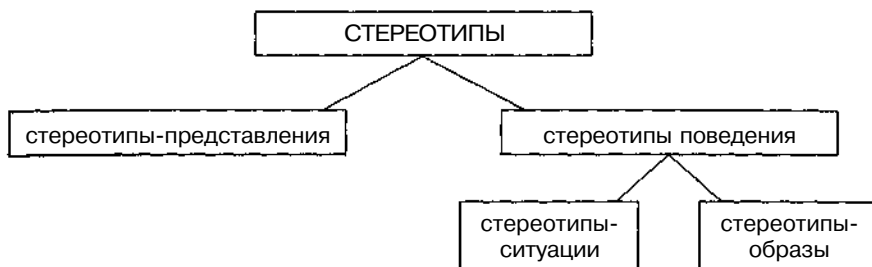 СТЕРЕОТИПЫ
стереотипы-представления
стереотипы поведения
стереотипы-
ситуации
стереотипы-
образы